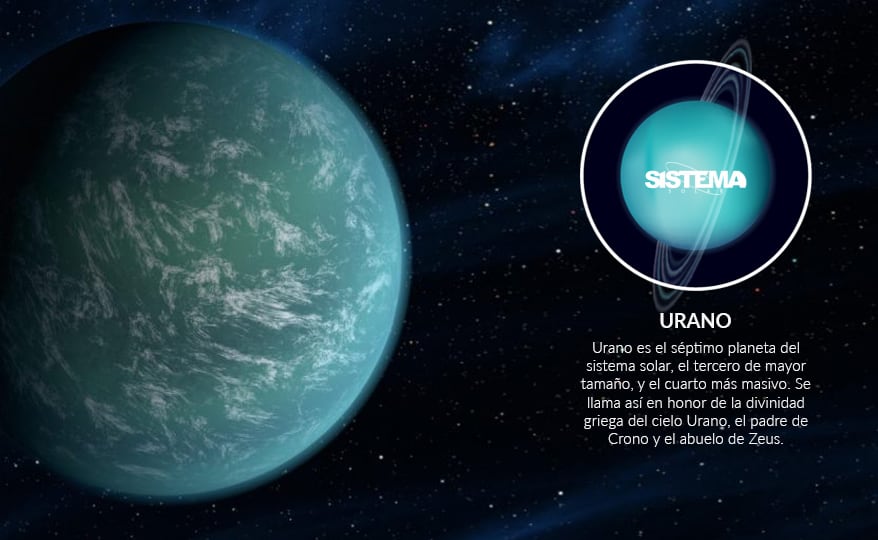 SISTEMA
SOLAR
URANO
Urano es el séptimo planeta del
sistema solar, el tercero de mayor
tamaño, y el cuarto más masivo. Se
llama así en honor de la divinidad
griega del cielo Urano, el padre de
Crono y el abuelo de Zeus.